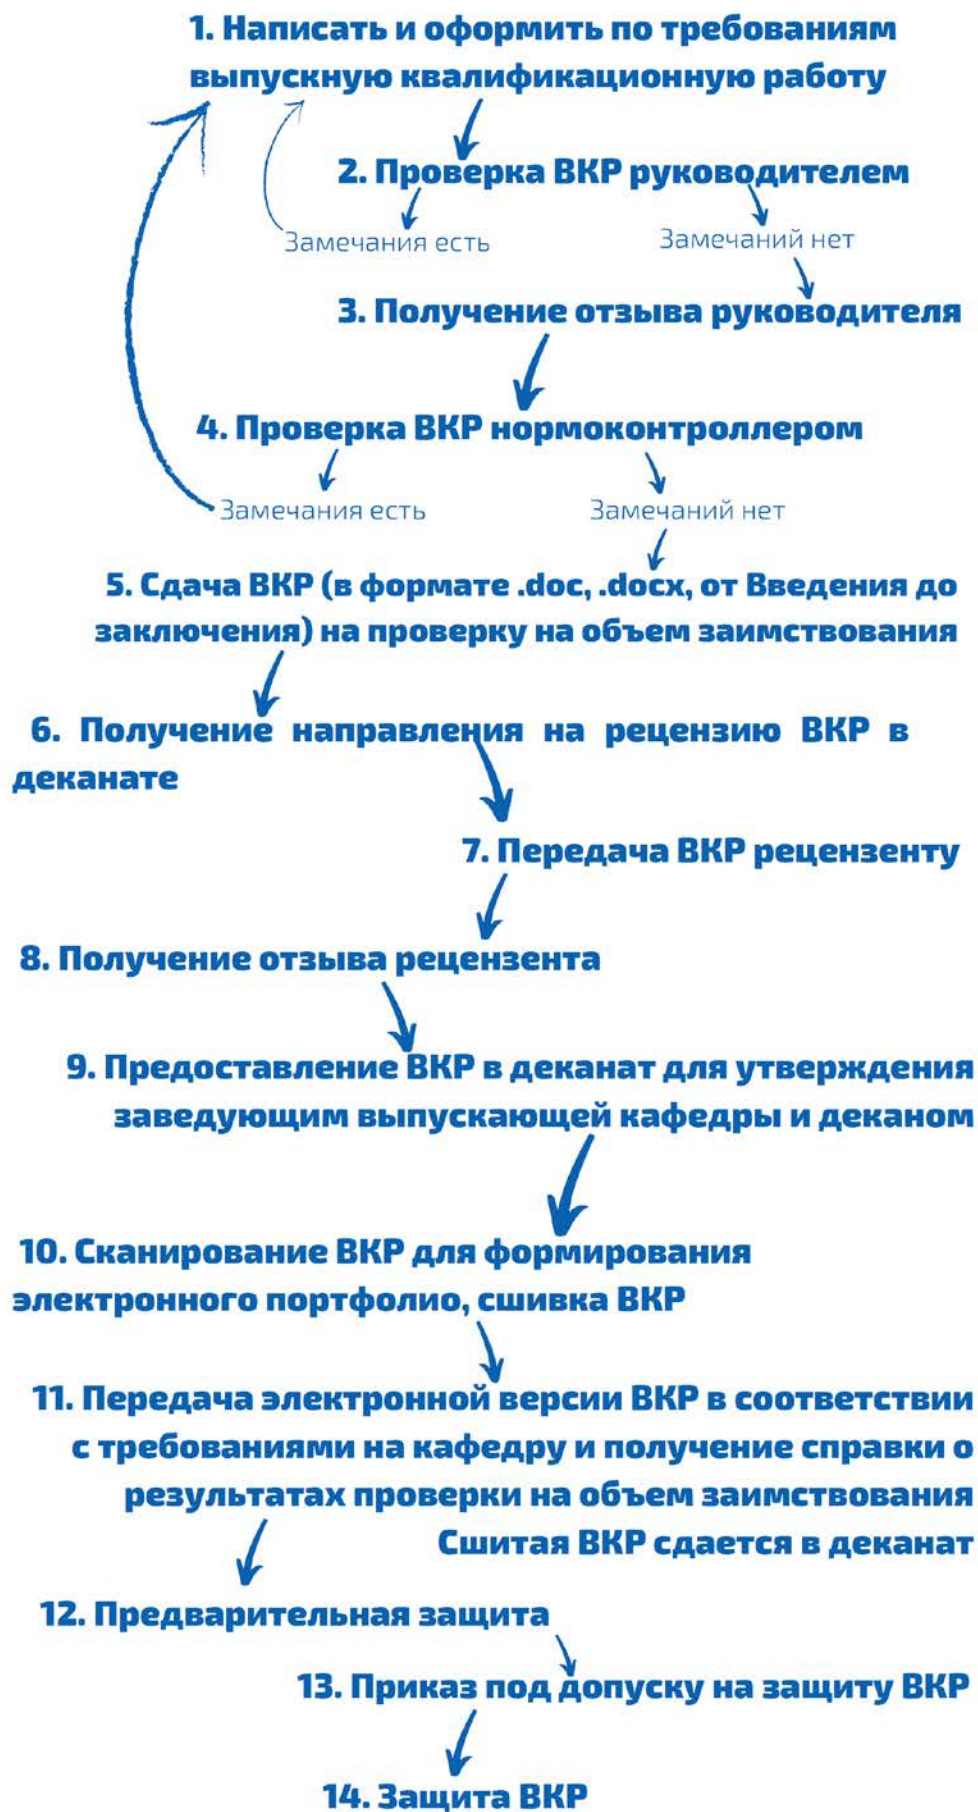 1. Написать и оформить по требованиям
выпускную квалификационную работу
2. Проверка ВКР руководителем
Замечания есть
Замечаний нет
3. Получение отзыва руководителя
4. Проверка ВКР нормоконтроллером
Замечания есть
Замечаний нет
5. Сдача ВКР (в формате .doc, .docx, от Введения до
заключения) на проверку на объем заимствования
6. Получение направления на рецензию ВКР в
деканате
7. Передача ВКР рецензенту
8. Получение отзыва рецензента
9. Предоставление ВКР в деканат для утверждения
заведующим выпускающей кафедры и деканом
10. Сканирование ВКР для формирования
электронного портфолио, сшивка ВКР
11. Передача электронной версии ВКР в соответствии
с требованиями на кафедру и получение справки о
результатах проверки на объем заимствования
Сшитая ВКР сдается в деканат
12. Предварительная защита
13. Приказ под допуску на защиту ВКР
14. Защита ВКР